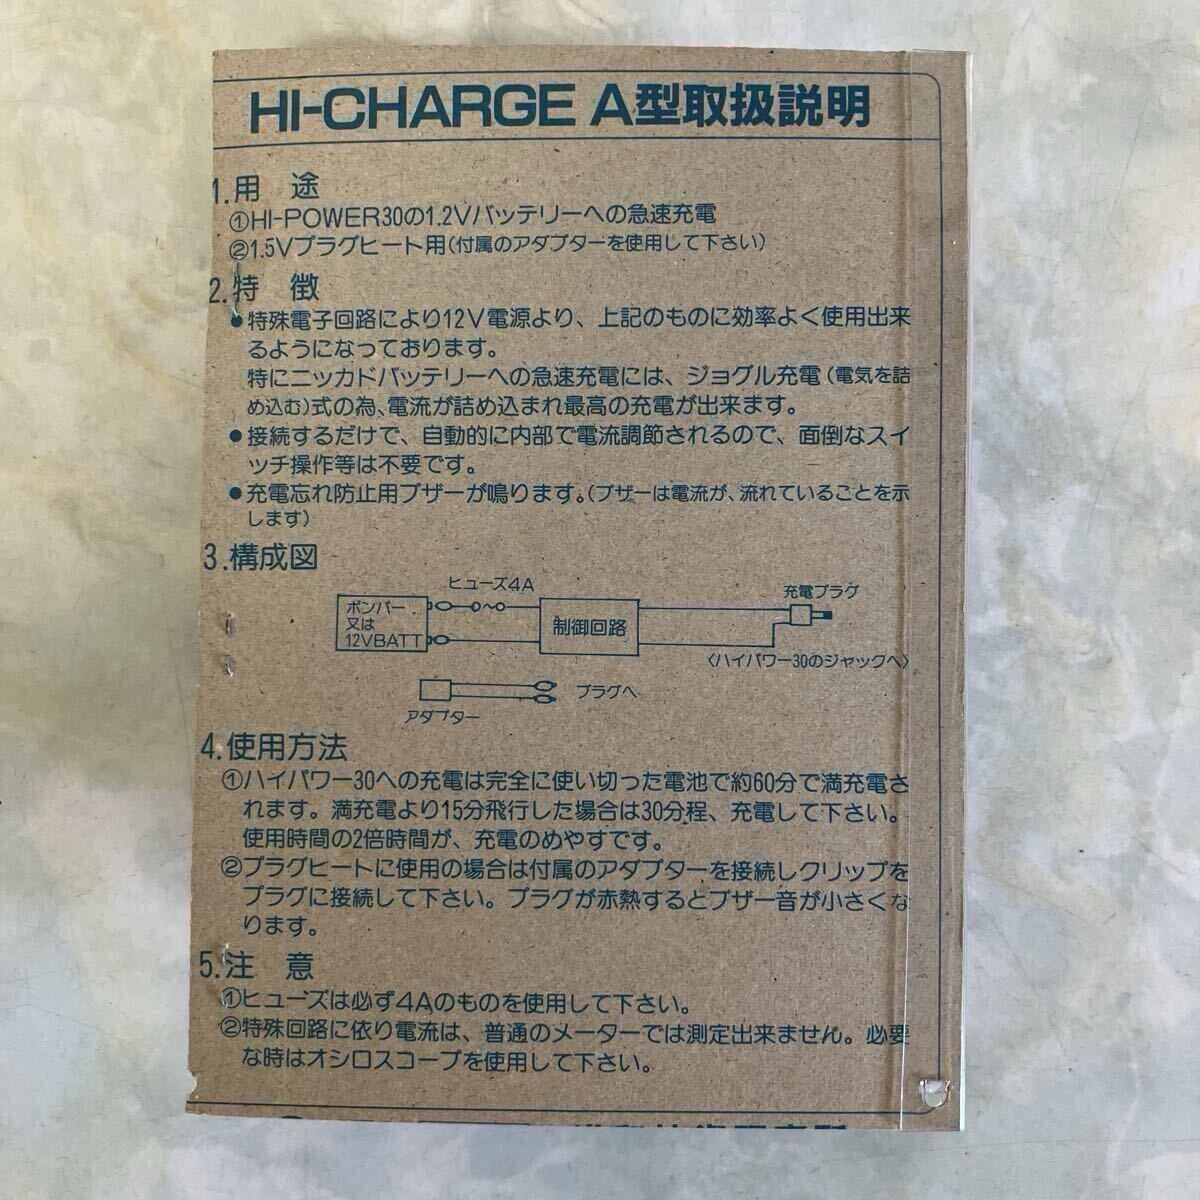 HI-CHARGE A型取扱説明
1.用 途
①HI-POWER30の1.2Vバッテリーへの急速充電
②1.5Vプラグヒート用(付属のアダプターを使用して下さい)
2.特 徴
●特殊電子回路により12V電源より、上記のものに効率よく使用出来
るようになっております。
特にニッカドバッテリーへの急速充電には、ジョグル充電(電気を詰
め込む)式の為、電流が詰め込まれ最高の充電が出来ます。
●接続するだけで、自動的に内部で電流調節されるので、面倒なスイ
ッチ操作等は不要です。
●充電忘れ防止用ブザーが鳴ります。(ブザーは電流が、流れていることを示
します)
3.構成図
ヒューズ4A
充電プラグ
ボンバー
又は
12VBATT
制御回路
〈ハイパワー30のジャックへ〉
プラグへ
アダプター
4.使用方法
①ハイパワー30への充電は完全に使い切った電池で約60分で満充電さ
れます。満充電より15分飛行した場合は30分程、充電して下さい。
使用時間の2倍時間が、充電のめやすです。
②プラグヒートに使用の場合は付属のアダプターを接続しクリップを
プラグに接続して下さい。プラグが赤熱するとブザー音が小さくな
ります。
5.注 意
①ヒューズは必ず4Aのものを使用して下さい。
②特殊回路に依り電流は、普通のメーターでは測定出来ません。必要
な時はオシロスコープを使用して下さい。